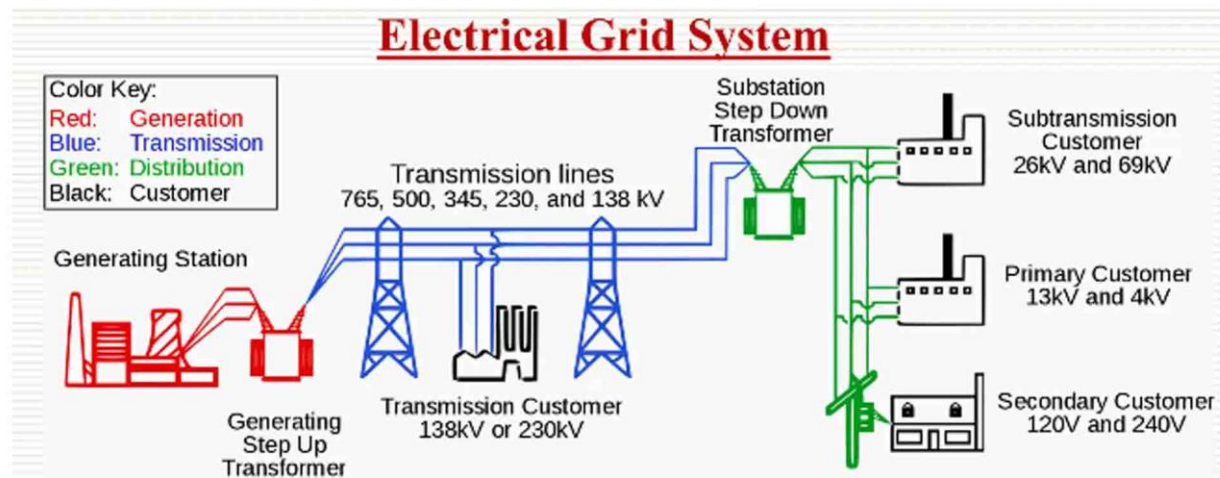 Electrical Grid System
Color Key:
Red: Generation
Blue: Transmission
Green: Distribution
Black: Customer
Generating Station
Generating
Step Up
Transformer
Transmission lines
765, 500, 345, 230, and 138 kV
Transmission Customer
138kV or 230kV
Substation
Step Down
Transformer
Subtransmission
Customer
26kV and 69kV
Primary Customer
13kV and 4kV
Secondary Customer
120V and 240V